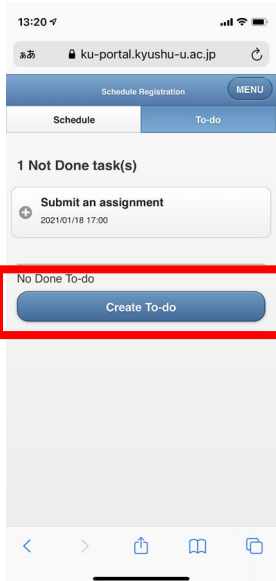 13:20
ぁあ ku-portal.kyushu-u.ac.jp
Schedule Registration
MENU
Schedule
To-do
1 Not Done task(s)
Submit an assignment
2021/01/18 17:00
No Done To-do
Create To-do